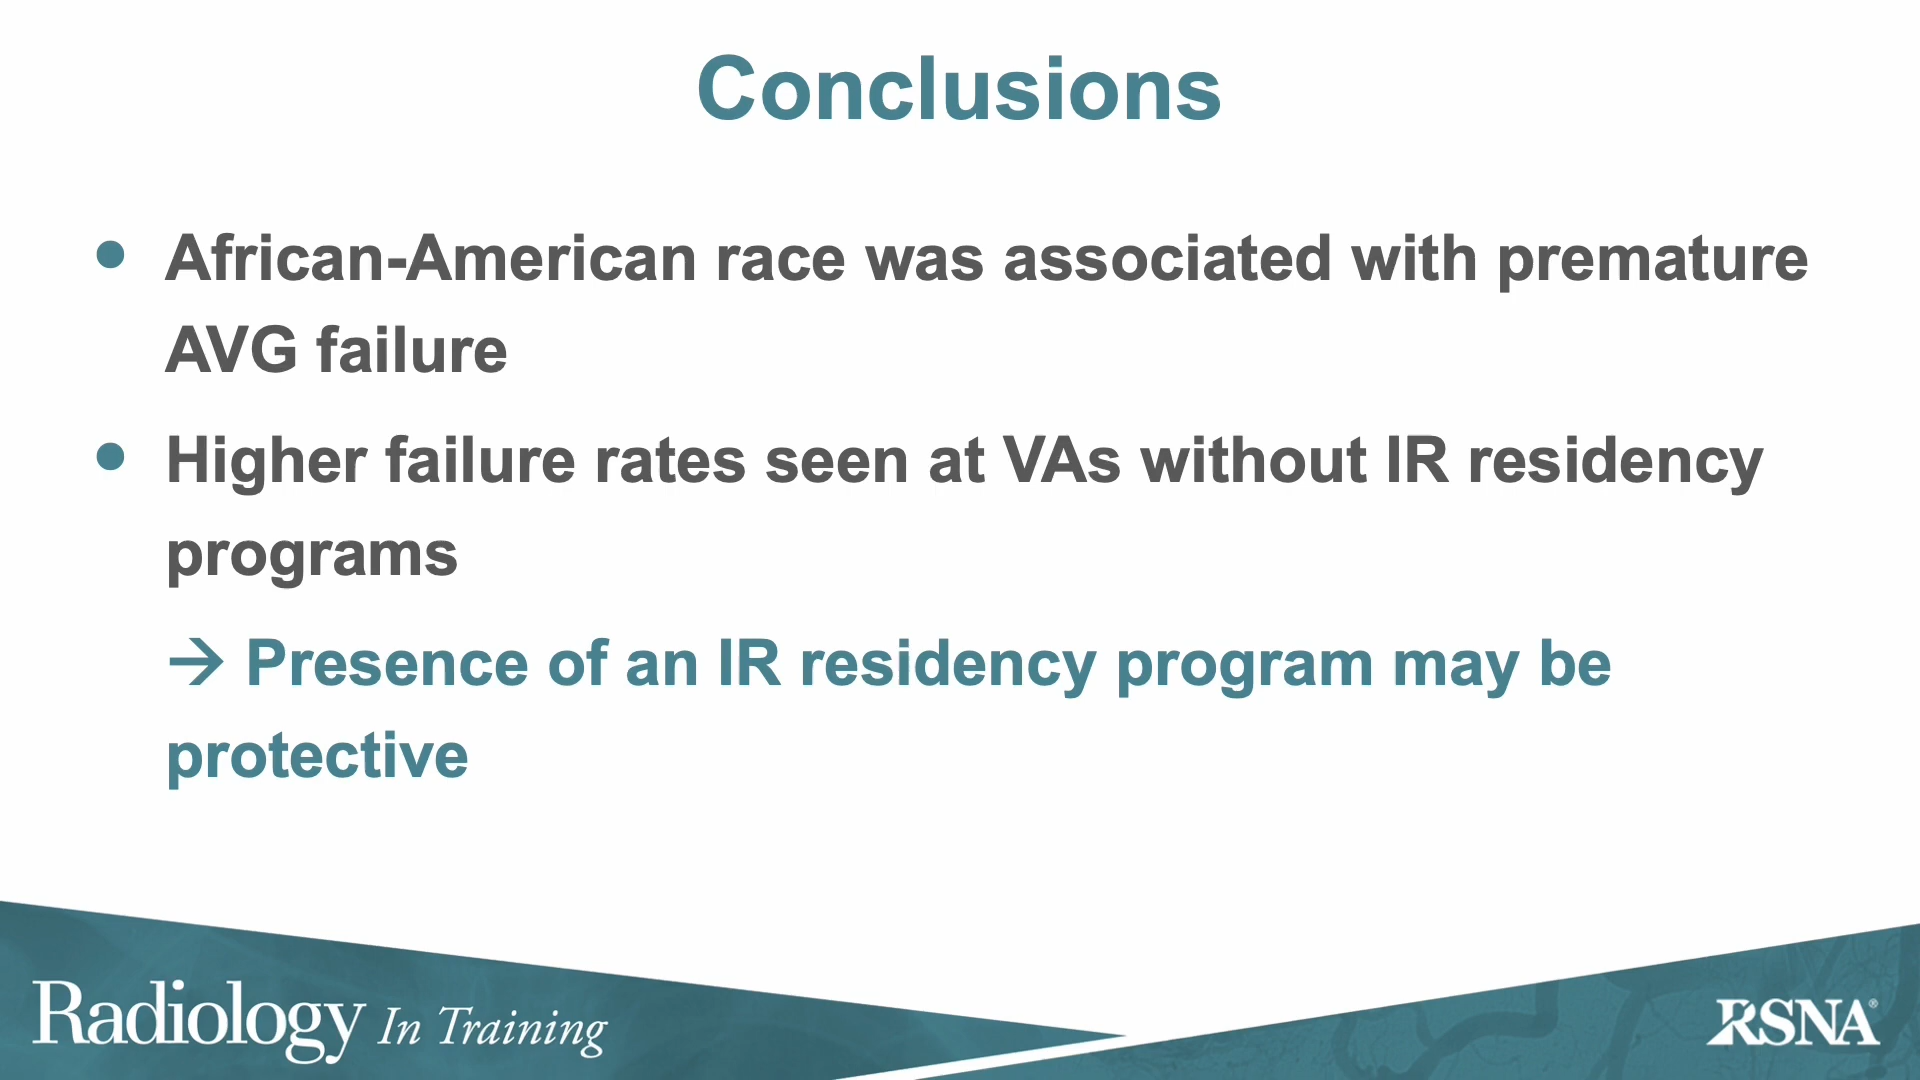 Conclusions
• African-American race was associated with premature
AVG failure
• Higher failure rates seen at VAs without IR residency
programs
→ Presence of an IR residency program may be
protective
Radiology In Training
RSNA®